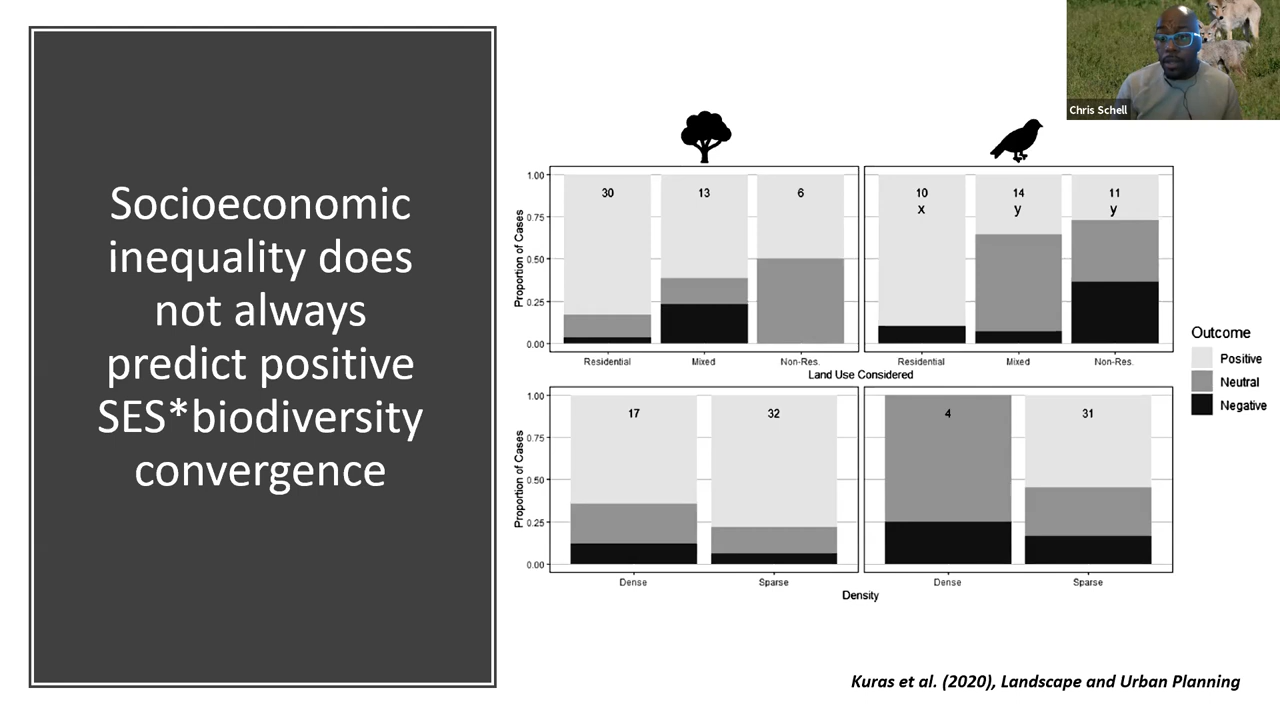 Chris Schell
Socioeconomic
inequality does
not always
predict positive
SES*biodiversity
convergence
1.00
0.75
0.50
0.25
0.00
Proportion of Cases
30
13
6
10
x
14
y
11
y
Residential
Mixed
Non-Res.
Residential
Mixed
Non-Res.
Land Use Considered
1.00
0.75
0.50
0.25
0.00
Proportion of Cases
17
32
4
31
Dense
Sparse
Dense
Sparse
Density
Outcome
Positive
Neutral
Negative
Kuras et al. (2020), Landscape and Urban Planning